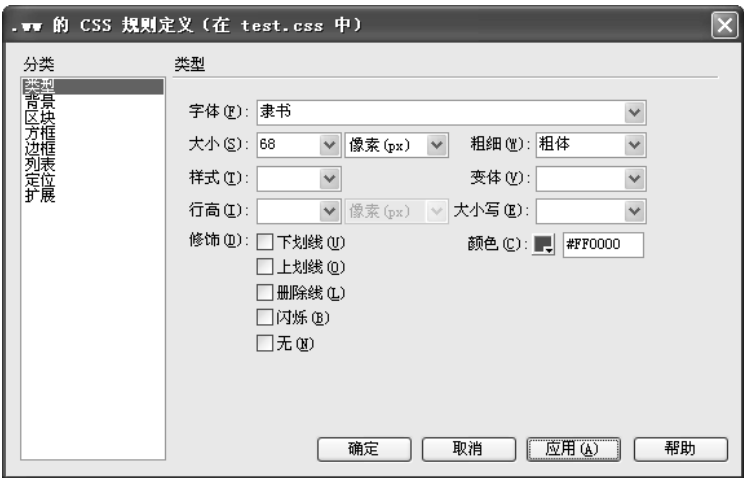 .ww 的 CSS 规则定义（在 test.css 中）
分类
类型
类型
背景
区块
方框
边框
列表
定位
扩展
字体(F): 隶书
大小(S): 68 像素(px) 粗细(W): 粗体
样式(T): 变体(V):
行高(I): 像素(px) 大小写(E):
修饰(D): 下划线(U) 颜色(C): #FF0000
上划线(O)
删除线(L)
闪烁(B)
无(N)
确定 取消 应用(A) 帮助